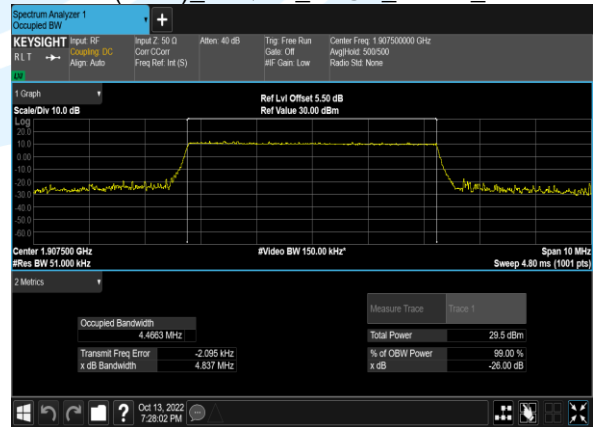 Spectrum Analyzer 1
Occupied BW
+
KEYSIGHT
RLT
LU
Input: RF
Coupling: DC
Align: Auto
Input Z: 50 Ω
Corr CCorr
Freq Ref: Int (S)
Atten: 40 dB
Trig: Free Run
Gate: Off
#IF Gain: Low
Center Freq: 1.907500000 GHz
Avg|Hold: 500/500
Radio Std: None
1 Graph
Scale/Div 10.0 dB
Ref Lvl Offset 5.50 dB
Ref Value 30.00 dBm
Log
20.0
10.0
0.00
-10.0
-20.0
-30.0
-40.0
-50.0
-60.0
Center 1.907500 GHz
#Res BW 51.000 kHz
#Video BW 150.00 kHz*
Span 10 MHz
Sweep 4.80 ms (1001 pts)
2 Metrics
Measure Trace Trace 1
Occupied Bandwidth
4.4663 MHz
Total Power 29.5 dBm
Transmit Freq Error -2.095 kHz
% of OBW Power 99.00 %
x dB Bandwidth 4.837 MHz
x dB -26.00 dB
?
Oct 13, 2022
7:28:02 PM